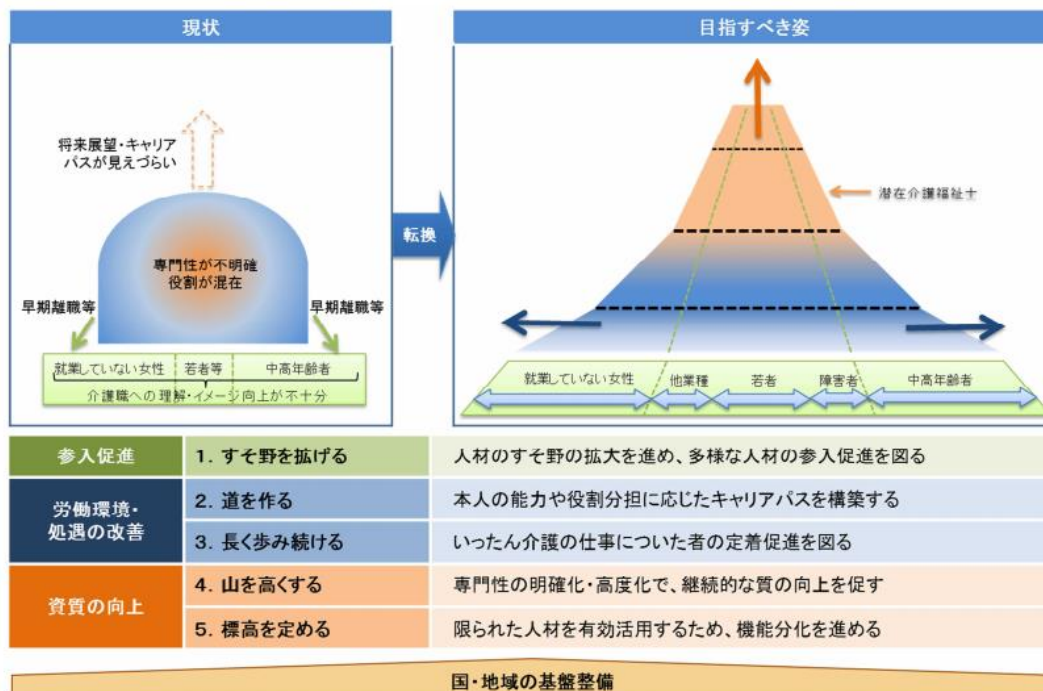 現状
将来展望・キャリア
パスが見えづらい
専門性が不明確
役割が混在
早期離職等
早期離職等
就業していない女性
若者等
中高年齢者
介護職への理解・イメージ向上が不十分
転換
目指すべき姿
潜在介護福祉士
就業していない女性
他業種
若者
障害者
中高年齢者
参入促進
1. すそ野を拡げる
人材のすそ野の拡大を進め、多様な人材の参入促進を図る
労働環境・
処遇の改善
2. 道を作る
本人の能力や役割分担に応じたキャリアパスを構築する
3. 長く歩み続ける
いったん介護の仕事についた者の定着促進を図る
資質の向上
4. 山を高くする
専門性の明確化・高度化で、継続的な質の向上を促す
5. 標高を定める
限られた人材を有効活用するため、機能分化を進める
国・地域の基盤整備